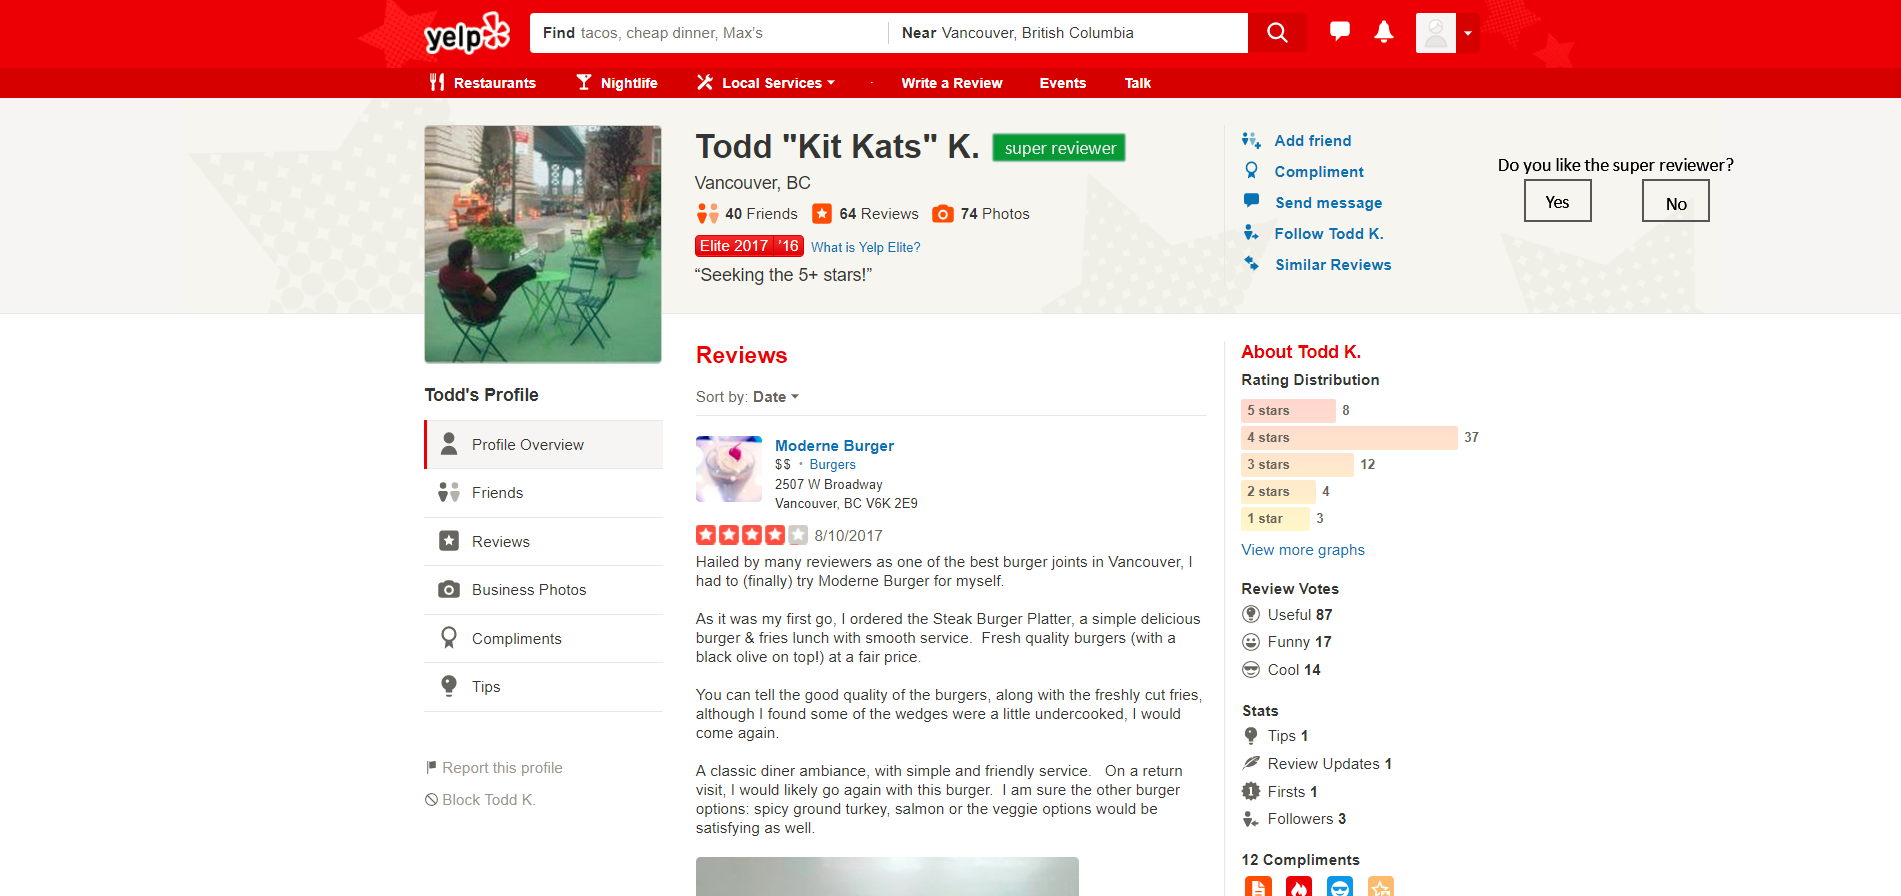 yelp
Find tacos, cheap dinner, Max's
Near Vancouver, British Columbia
Restaurants
Nightlife
Local Services
Write a Review
Events
Talk
Todd "Kit Kats" K. super reviewer
Vancouver, BC
40 Friends 64 Reviews 74 Photos
Elite 2017 '16 What is Yelp Elite?
“Seeking the 5+ stars!”
Add friend
Compliment
Send message
Follow Todd K.
Similar Reviews
Do you like the super reviewer?
Yes No
Todd's Profile
Profile Overview
Friends
Reviews
Business Photos
Compliments
Tips
Report this profile
Block Todd K.
Reviews
Sort by: Date
Moderne Burger
$$ • Burgers
2507 W Broadway
Vancouver, BC V6K 2E9
8/10/2017
Hailed by many reviewers as one of the best burger joints in Vancouver, I
had to (finally) try Moderne Burger for myself.
As it was my first go, I ordered the Steak Burger Platter, a simple delicious
burger & fries lunch with smooth service.  Fresh quality burgers (with a
black olive on top!) at a fair price.
You can tell the good quality of the burgers, along with the freshly cut fries,
although I found some of the wedges were a little undercooked, I would
come again.
A classic diner ambiance, with simple and friendly service.   On a return
visit, I would likely go again with this burger.  I am sure the other burger
options: spicy ground turkey, salmon or the veggie options would be
satisfying as well.
About Todd K.
Rating Distribution
5 stars 8
4 stars 37
3 stars 12
2 stars 4
1 star 3
View more graphs
Review Votes
Useful 87
Funny 17
Cool 14
Stats
Tips 1
Review Updates 1
Firsts 1
Followers 3
12 Compliments